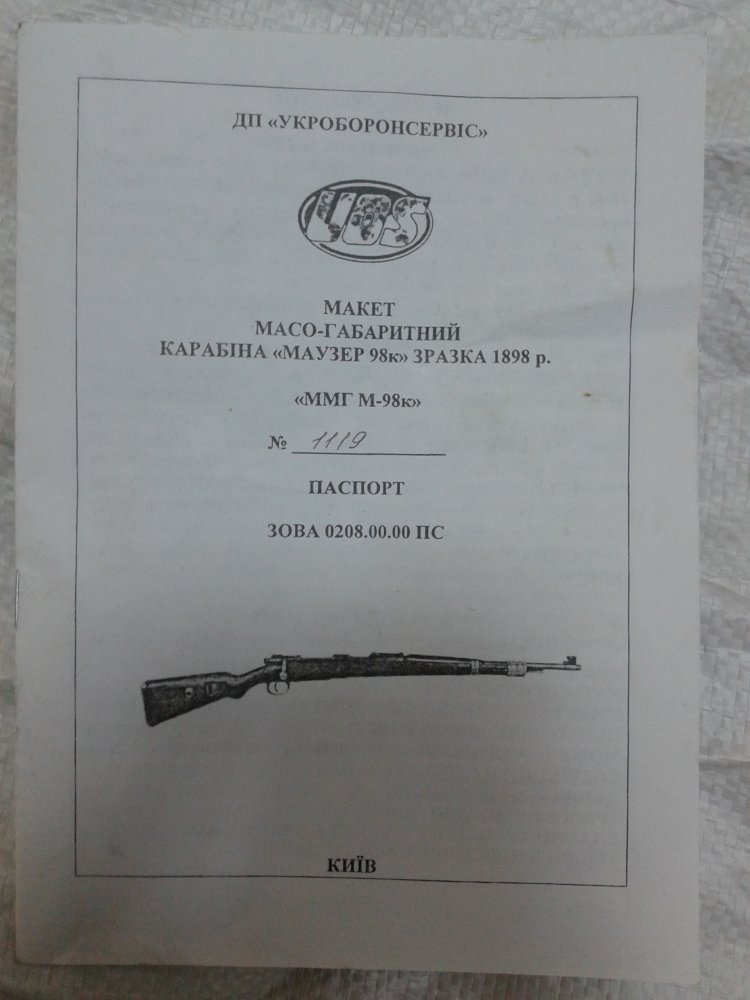 ДП «УКРОБОРОНСЕРВІС»
UOS
МАКЕТ
МАСО-ГАБАРИТНИЙ
КАРАБІНА «МАУЗЕР 98к» ЗРАЗКА 1898 р.
«ММГ М-98к»
№ 1119
ПАСПОРТ
ЗОВА 0208.00.00 ПС
КИЇВ